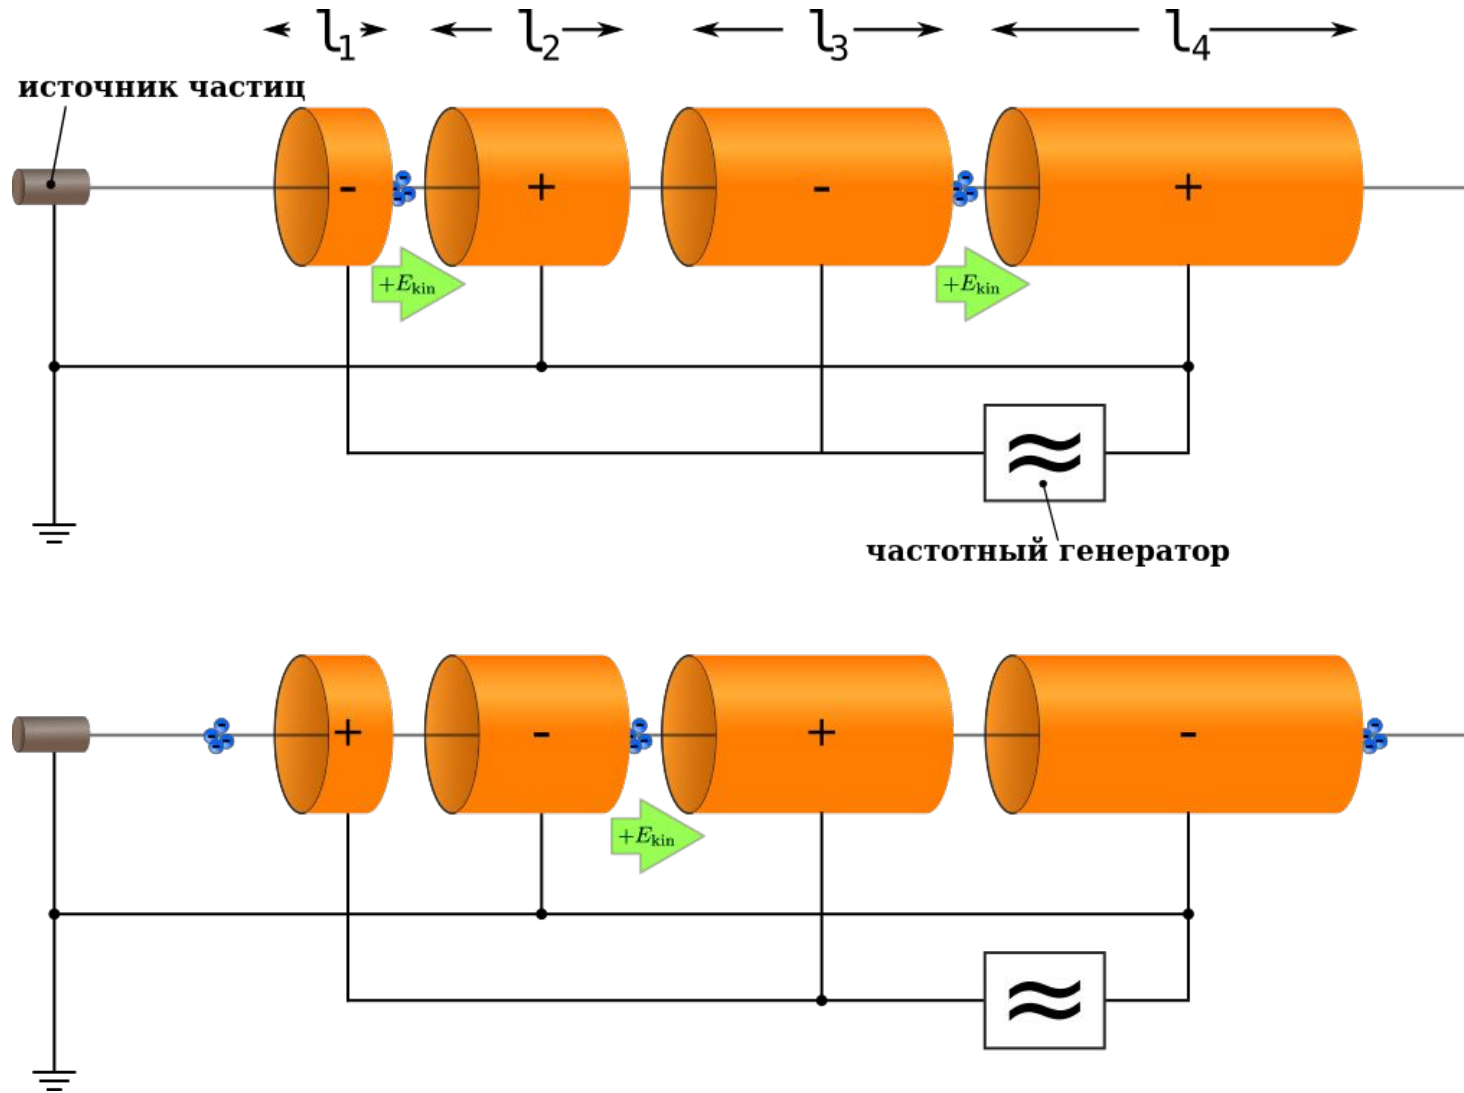 l₁ l₂ l₃ l₄
источник частиц
- + - +
+Eₖᵢₙ +Eₖᵢₙ
≈
частотный генератор
+ - + -
+Eₖᵢₙ
≈